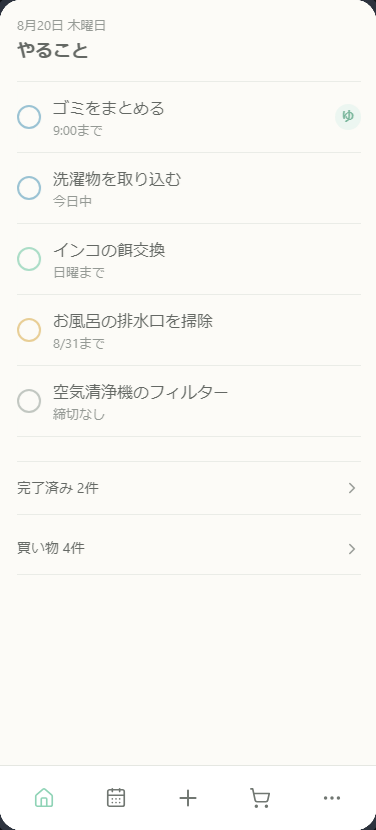 8月20日 木曜日
やること
ゴミをまとめる
ゆ
9:00まで
洗濯物を取り込む
今日中
インコの餌交換
日曜まで
お風呂の排水口を掃除
8/31まで
空気清浄機のフィルター
締切なし
完了済み 2件
買い物 4件